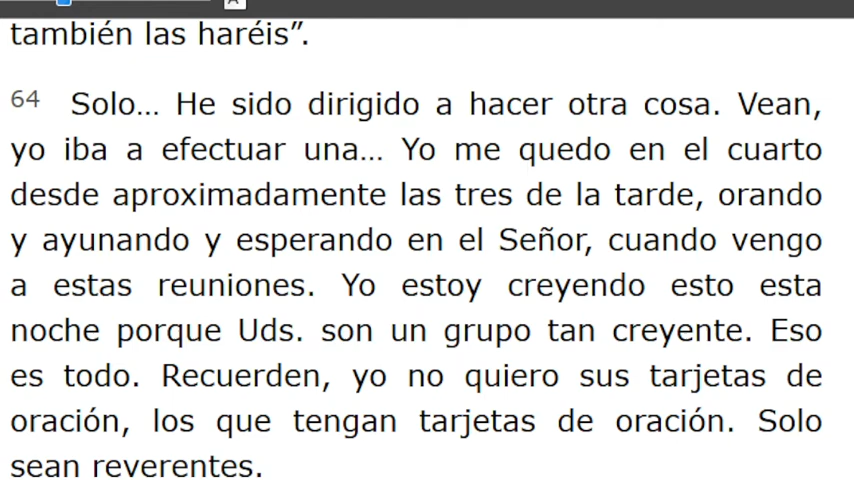 también las haréis”.
64 Solo... He sido dirigido a hacer otra cosa. Vean,
yo iba a efectuar una... Yo me quedo en el cuarto
desde aproximadamente las tres de la tarde, orando
y ayunando y esperando en el Señor, cuando vengo
a estas reuniones. Yo estoy creyendo esto esta
noche porque Uds. son un grupo tan creyente. Eso
es todo. Recuerden, yo no quiero sus tarjetas de
oración, los que tengan tarjetas de oración. Solo
sean reverentes.